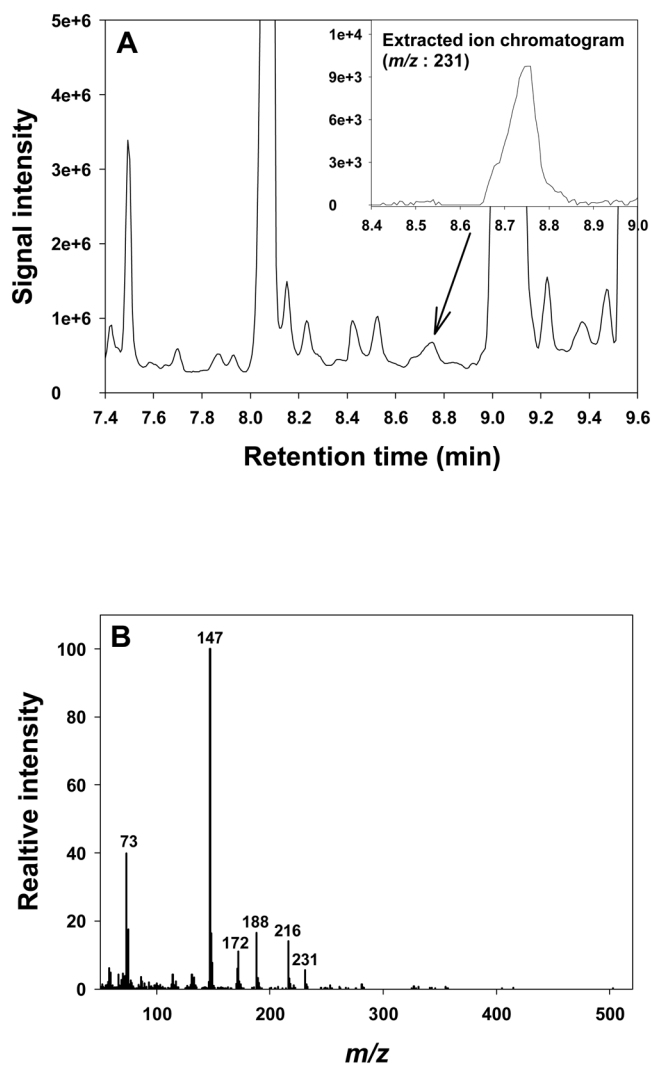 A
Signal intensity
5e+6
4e+6
3e+6
2e+6
1e+6
0
7.4 7.6 7.8 8.0 8.2 8.4 8.6 8.8 9.0 9.2 9.4 9.6
Retention time (min)
Extracted ion chromatogram
(m/z : 231)
1e+4
9e+3
6e+3
3e+3
0
8.4 8.5 8.6 8.7 8.8 8.9 9.0
B
Realtive intensity
100
80
60
40
20
0
147
73
172
188
216
231
100 200 300 400 500
m/z